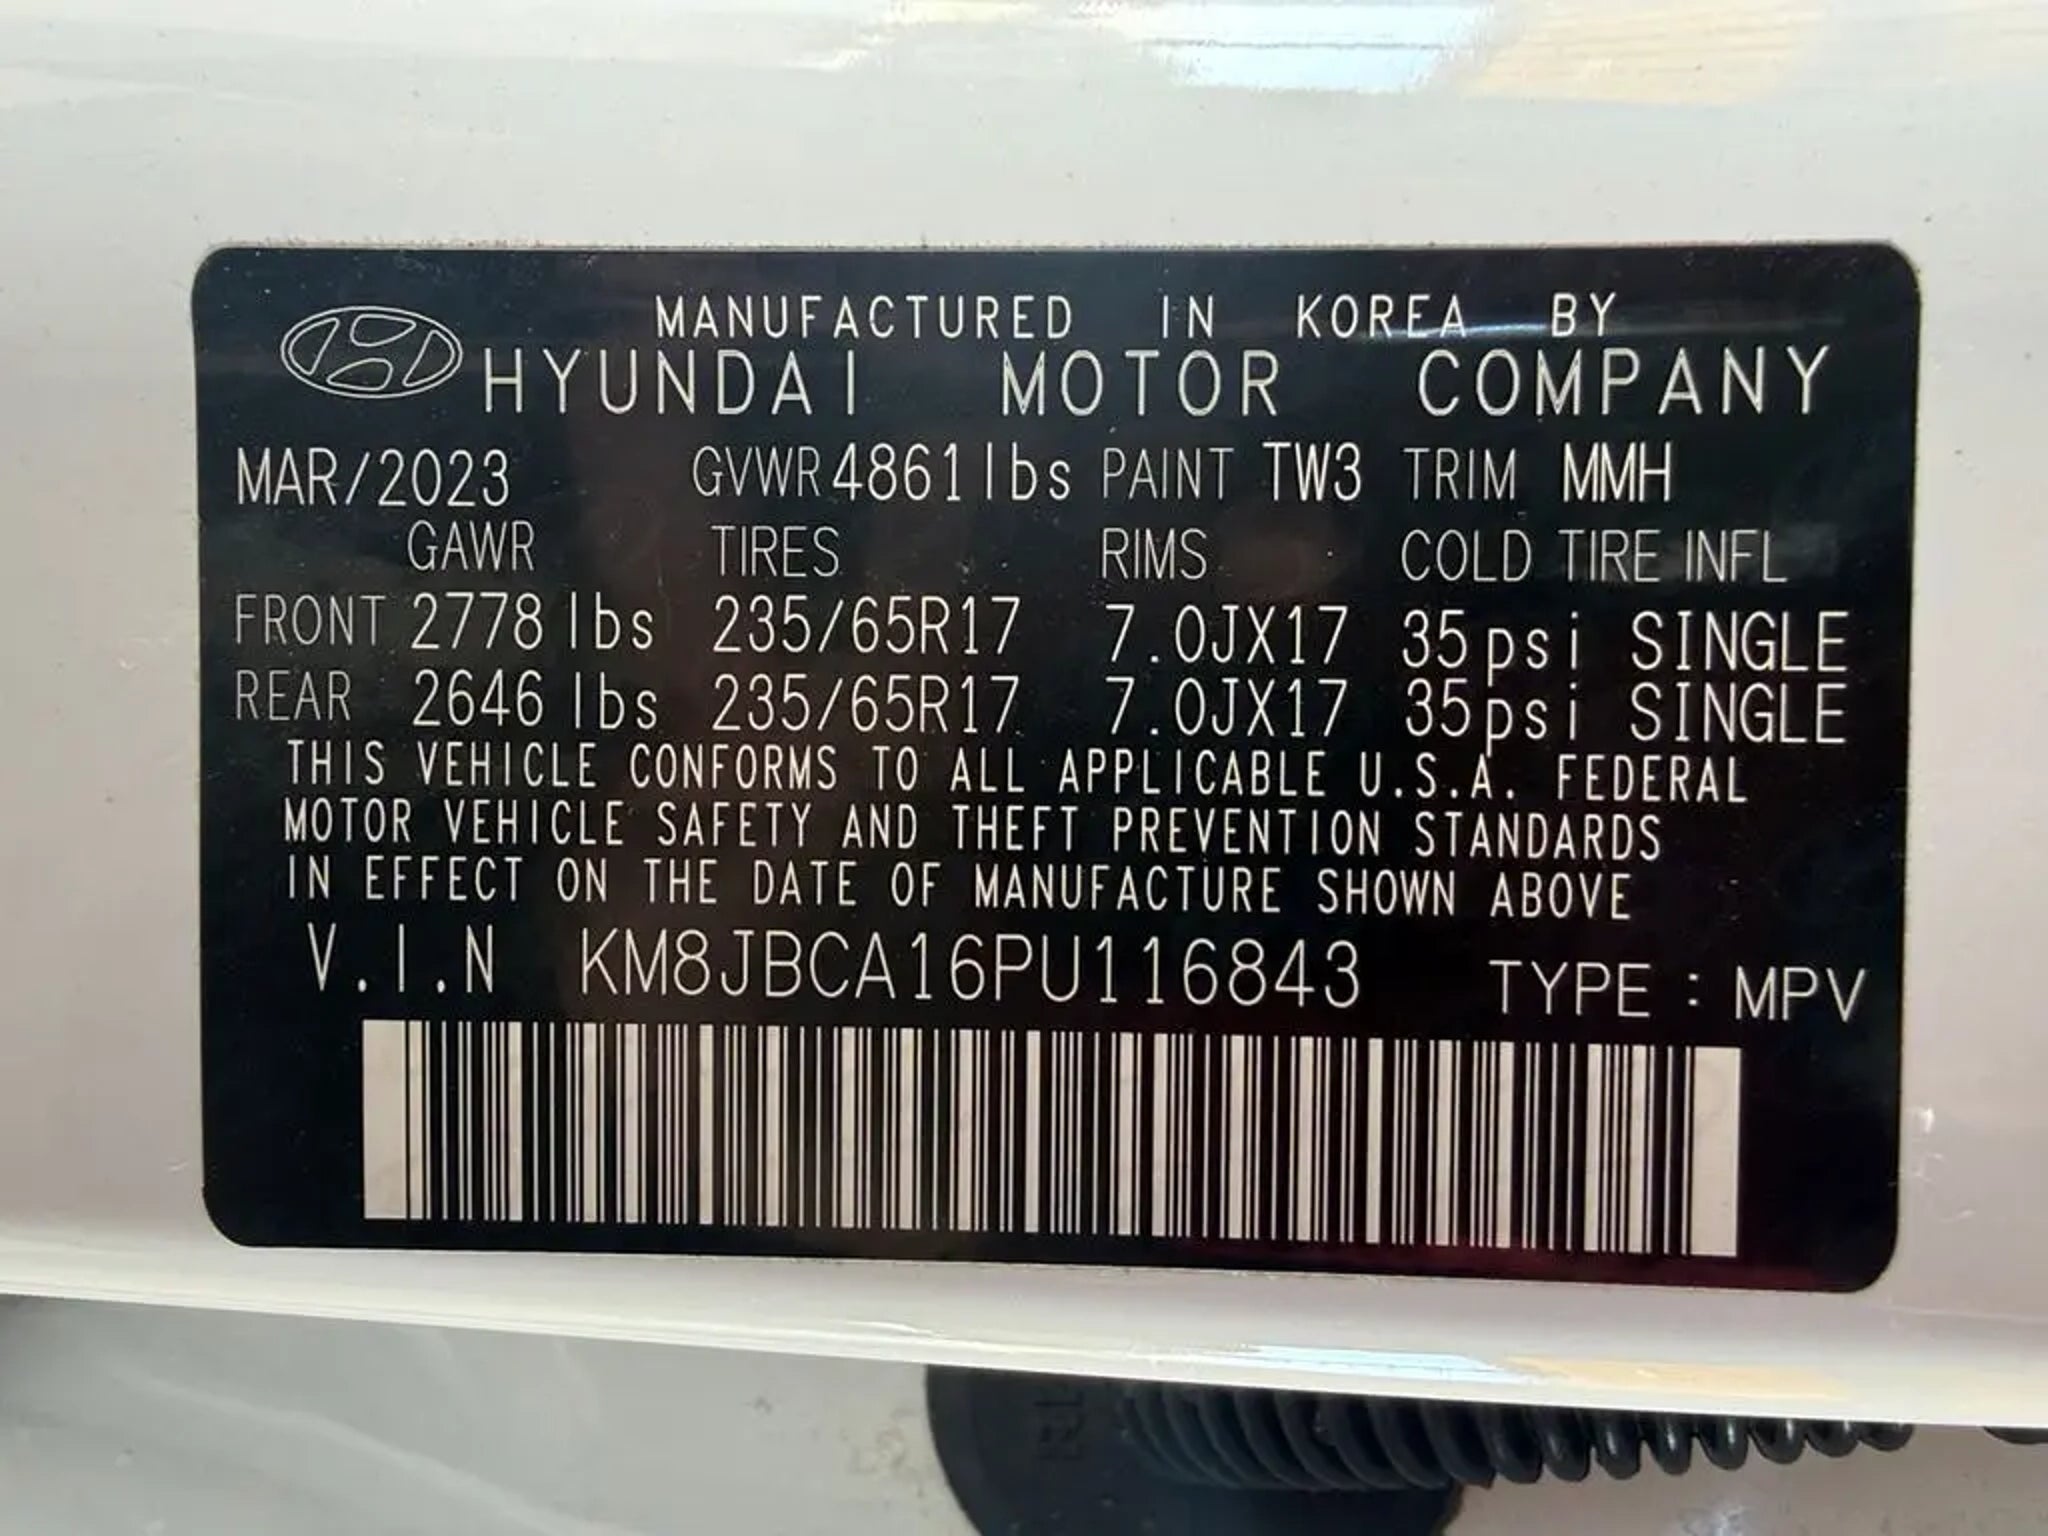 MANUFACTURED IN KOREA BY
HYUNDAI MOTOR COMPANY
MAR/2023 GVWR 4861lbs PAINT TW3 TRIM MMH
GAWR TIRES RIMS COLD TIRE INFL
FRONT 2778 lbs 235/65R17 7.0JX17 35psi SINGLE
REAR 2646 lbs 235/65R17 7.0JX17 35psi SINGLE
THIS VEHICLE CONFORMS TO ALL APPLICABLE U.S.A. FEDERAL
MOTOR VEHICLE SAFETY AND THEFT PREVENTION STANDARDS
IN EFFECT ON THE DATE OF MANUFACTURE SHOWN ABOVE
V.I.N KM8JBCA16PU116843 TYPE : MPV